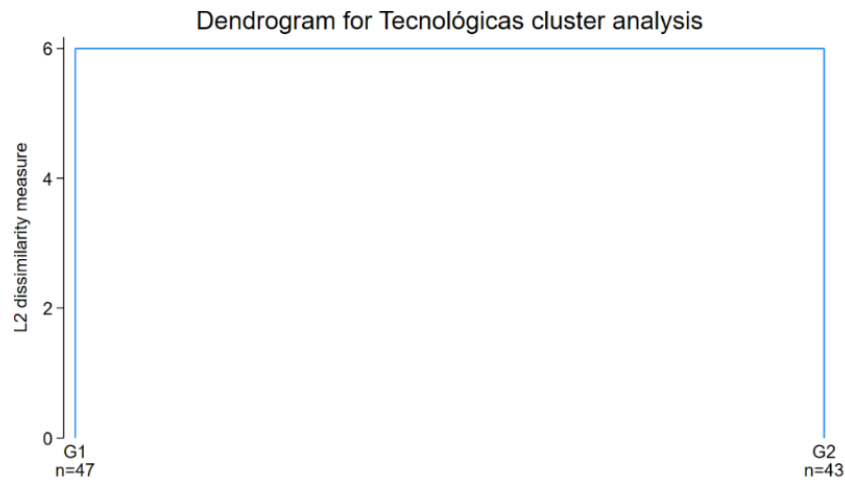 Dendrogram for Tecnológicas cluster analysis
6
4
2
0
L2 dissimilarity measure
G1
n=47
G2
n=43